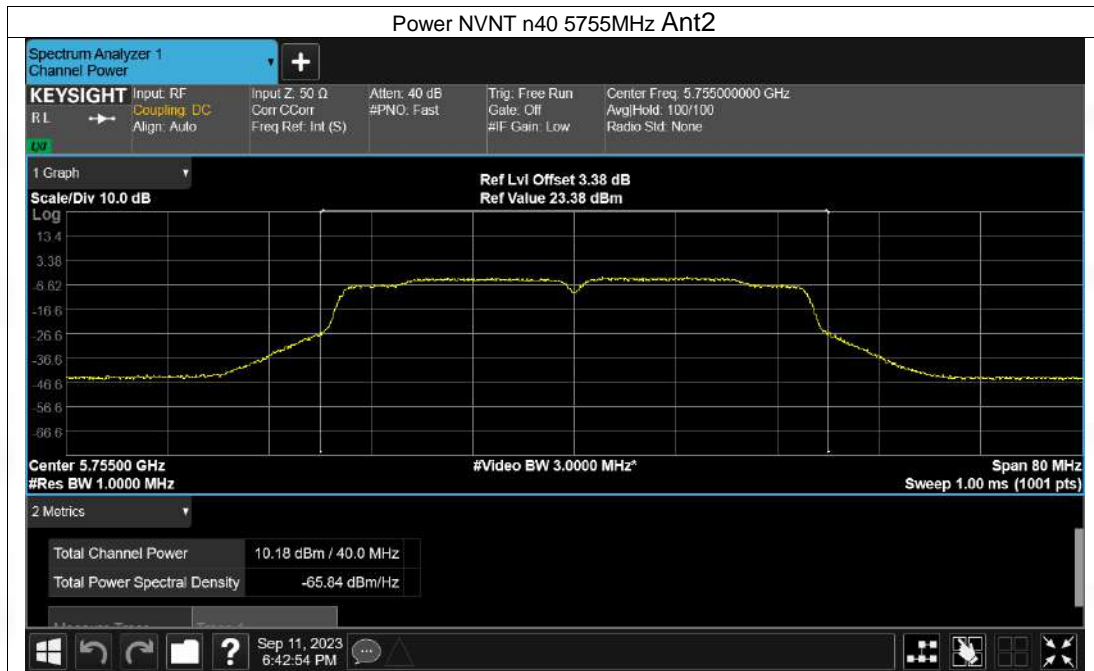 Power NVNT n40 5755MHz Ant2
Spectrum Analyzer 1
Channel Power
+
KEYSIGHT
Input: RF
Input Z: 50 Ω
Atten: 40 dB
Trig: Free Run
Center Freq: 5.755000000 GHz
R L
Coupling: DC
Corr CCorr
#PNO: Fast
Gate: Off
Avg|Hold: 100/100
Align: Auto
Freq Ref: Int (S)
#IF Gain: Low
Radio Std: None
LXI
1 Graph
Ref Lvl Offset 3.38 dB
Scale/Div 10.0 dB
Ref Value 23.38 dBm
Log
13.4
3.38
-6.62
-16.6
-26.6
-36.6
-46.6
-56.6
-66.6
Center 5.75500 GHz
#Video BW 3.0000 MHz*
Span 80 MHz
#Res BW 1.0000 MHz
Sweep 1.00 ms (1001 pts)
2 Metrics
Total Channel Power
10.18 dBm / 40.0 MHz
Total Power Spectral Density
-65.84 dBm/Hz
?
Sep 11, 2023
6:42:54 PM